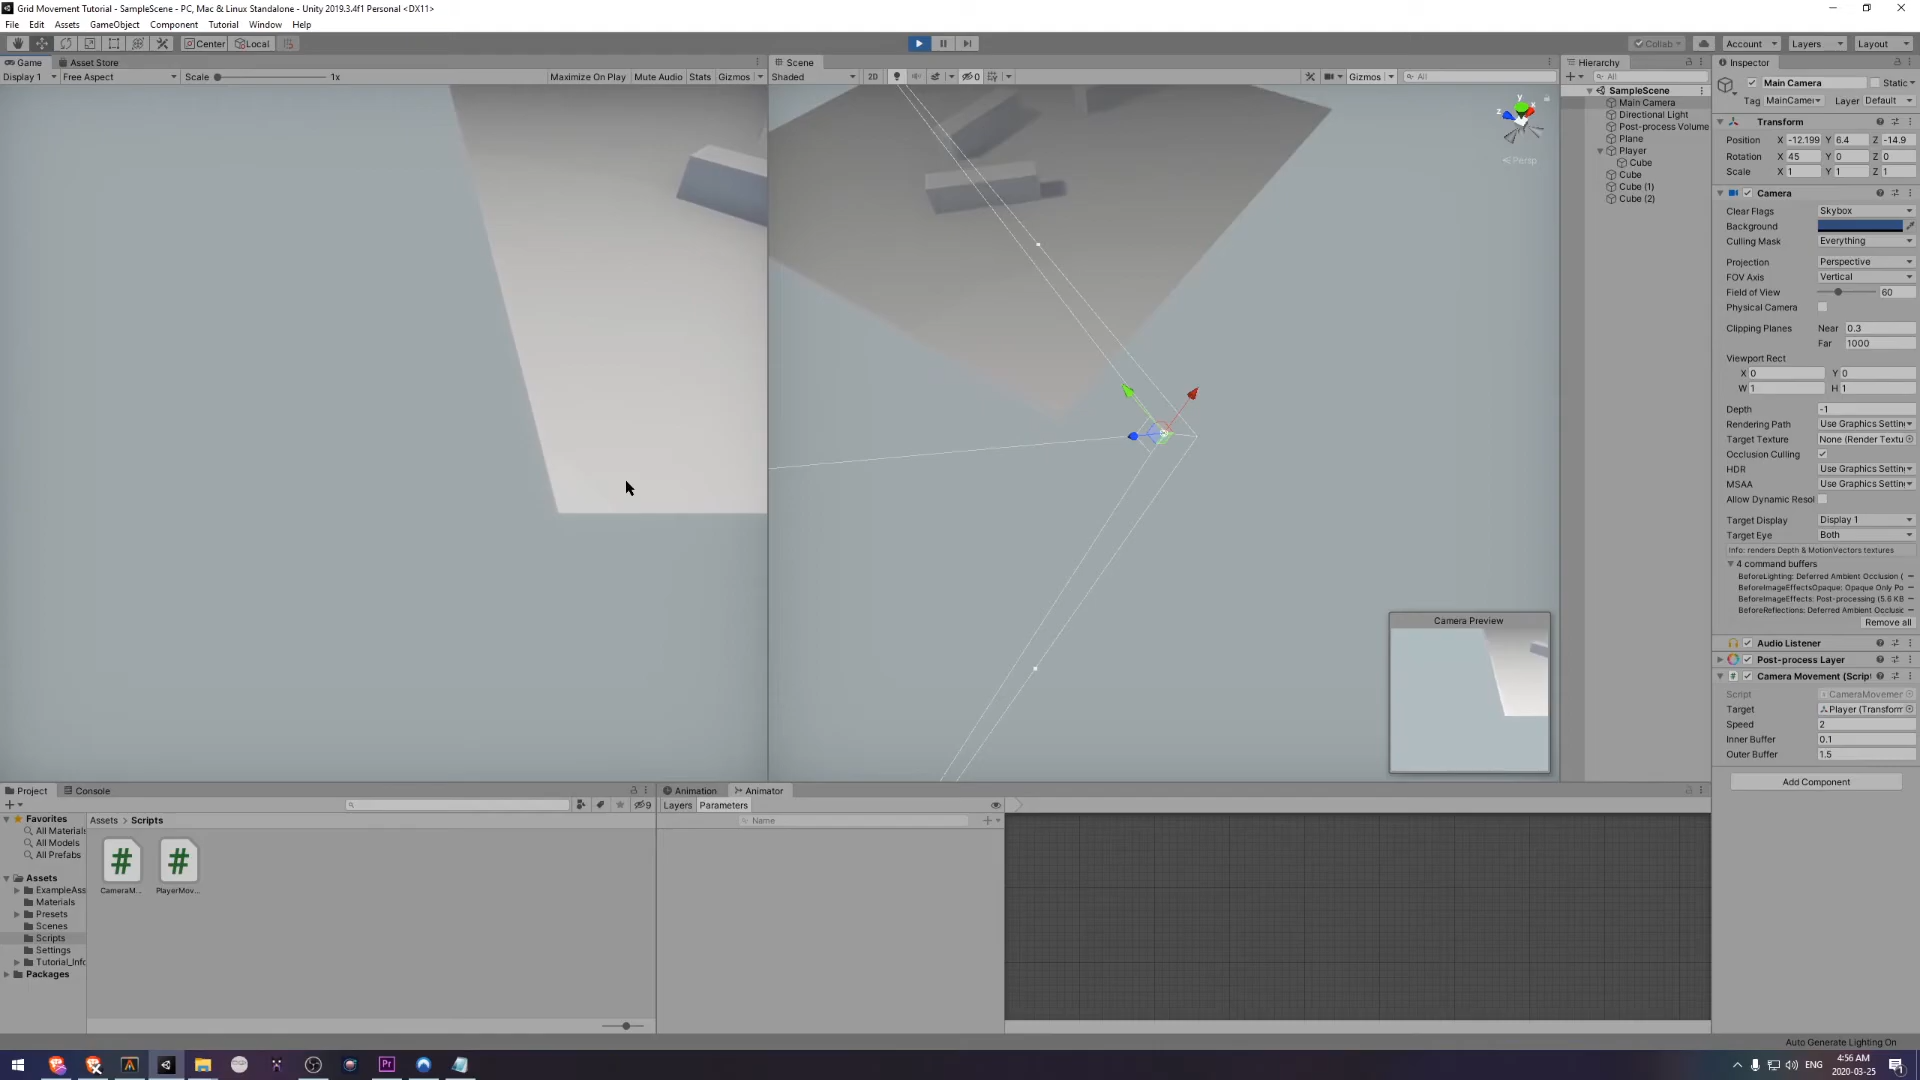 Grid Movement Tutorial - SampleScene - PC, Mac & Linux Standalone - Unity 2019.3.4f1 Personal <DX11>
File Edit Assets GameObject Component Tutorial Window Help
Center Local Collab Account Layers Layout
Game Asset Store
Display 1 Free Aspect Scale 1x Maximize On Play Mute Audio Stats Gizmos
Scene
Shaded 2D 0 Gizmos All
y
x
z
Persp
Camera Preview
Hierarchy
All
SampleScene
Main Camera
Directional Light
Post-process Volume
Plane
Player
Cube
Cube
Cube (1)
Cube (2)
Inspector
Main Camera Static
Tag MainCamer Layer Default
Transform
Position X -12.199 Y 6.4 Z -14.9
Rotation X 45 Y 0 Z 0
Scale X 1 Y 1 Z 1
Camera
Clear Flags Skybox
Background
Culling Mask Everything
Projection Perspective
FOV Axis Vertical
Field of View 60
Physical Camera
Clipping Planes Near 0.3
Far 1000
Viewport Rect
X 0 Y 0
W 1 H 1
Depth -1
Rendering Path Use Graphics Settin
Target Texture None (Render Textu
Occlusion Culling
HDR Use Graphics Settin
MSAA Use Graphics Settin
Allow Dynamic Resol
Target Display Display 1
Target Eye Both
Info: renders Depth & MotionVectors textures
4 command buffers
BeforeLighting: Deferred Ambient Occlusion (
BeforeImageEffectsOpaque: Opaque Only Po
BeforeImageEffects: Post-processing (5.6 KB
BeforeReflections: Deferred Ambient Occlusic
Remove all
Audio Listener
Post-process Layer
Camera Movement (Script
Script CameraMovemer
Target Player (Transform
Speed 2
Inner Buffer 0.1
Outer Buffer 1.5
Add Component
Project Console
9
Favorites
All Materials
All Models
All Prefabs
Assets
ExampleAss
Materials
Presets
Scenes
Scripts
Settings
Tutorial_Info
Packages
Assets > Scripts
CameraM...
PlayerMov...
Animation Animator
Layers Parameters
Name
Auto Generate Lighting On
ENG
4:56 AM
2020-03-25